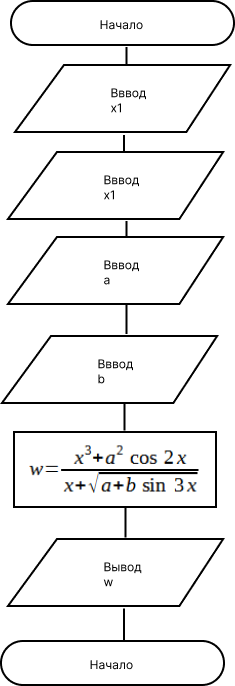 Начало
Вввод
x1
Вввод
x1
Вввод
a
Вввод
b
w = (x³ + a² cos 2x) / (x + √(a + b sin 3x))
Вывод
w
Начало